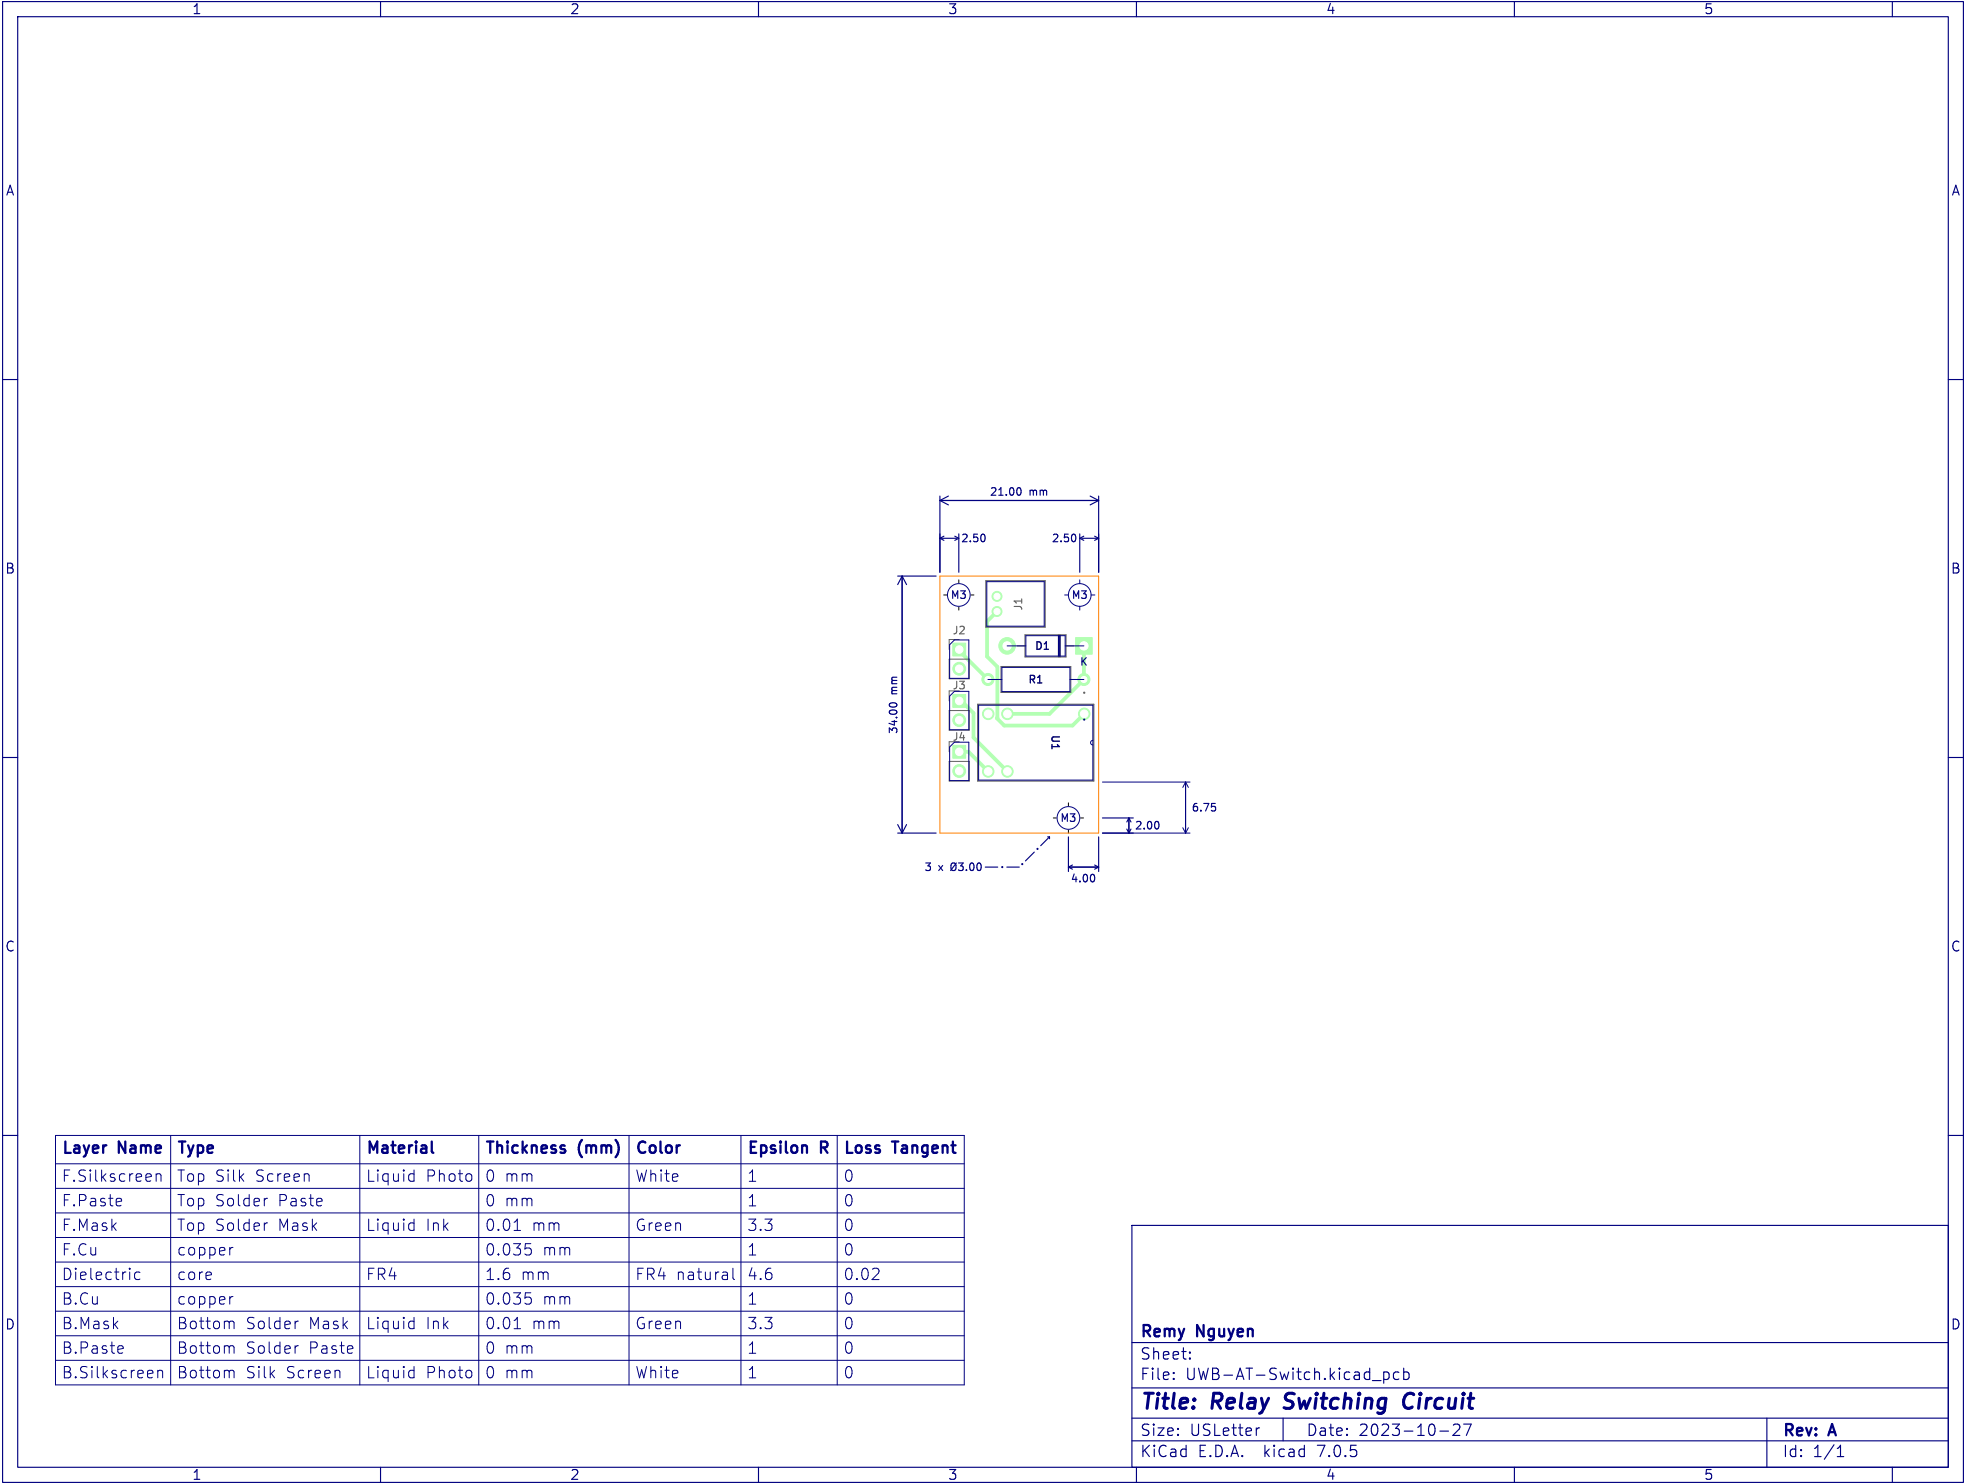 1 2 3 4 5
A A
B B
C C
D D
21.00 mm
2.50 2.50
M3 M3
J1
J2
D1
K
R1
J3
34.00 mm
J4
U1
6.75
M3
2.00
3 x Ø3.00
4.00
Layer Name Type Material Thickness (mm) Color Epsilon R Loss Tangent
F.Silkscreen Top Silk Screen Liquid Photo 0 mm White 1 0
F.Paste Top Solder Paste 0 mm 1 0
F.Mask Top Solder Mask Liquid Ink 0.01 mm Green 3.3 0
F.Cu copper 0.035 mm 1 0
Dielectric core FR4 1.6 mm FR4 natural 4.6 0.02
B.Cu copper 0.035 mm 1 0
B.Mask Bottom Solder Mask Liquid Ink 0.01 mm Green 3.3 0
B.Paste Bottom Solder Paste 0 mm 1 0
B.Silkscreen Bottom Silk Screen Liquid Photo 0 mm White 1 0
Remy Nguyen
Sheet:
File: UWB-AT-Switch.kicad_pcb
Title: Relay Switching Circuit
Size: USLetter Date: 2023-10-27 Rev: A
KiCad E.D.A. kicad 7.0.5 Id: 1/1
1 2 3 4 5